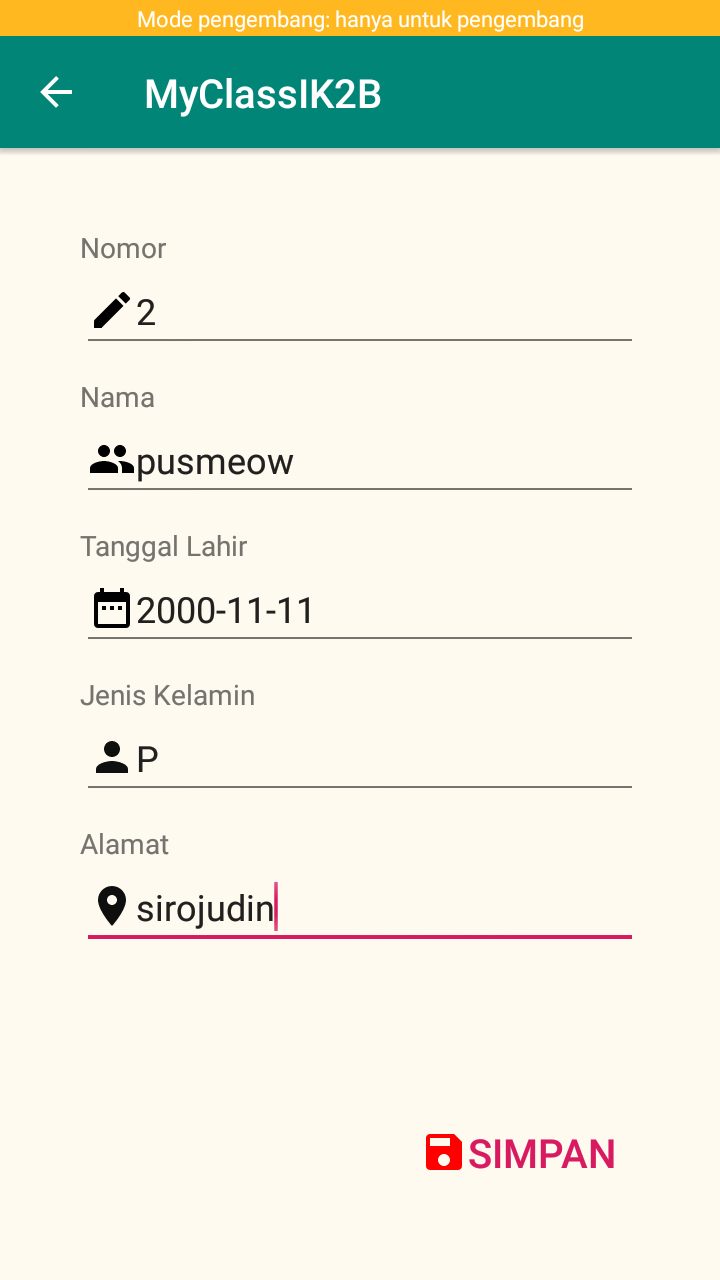 Mode pengembang: hanya untuk pengembang
MyClassIK2B
Nomor
2
Nama
pusmeow
Tanggal Lahir
2000-11-11
Jenis Kelamin
P
Alamat
sirojudin
SIMPAN